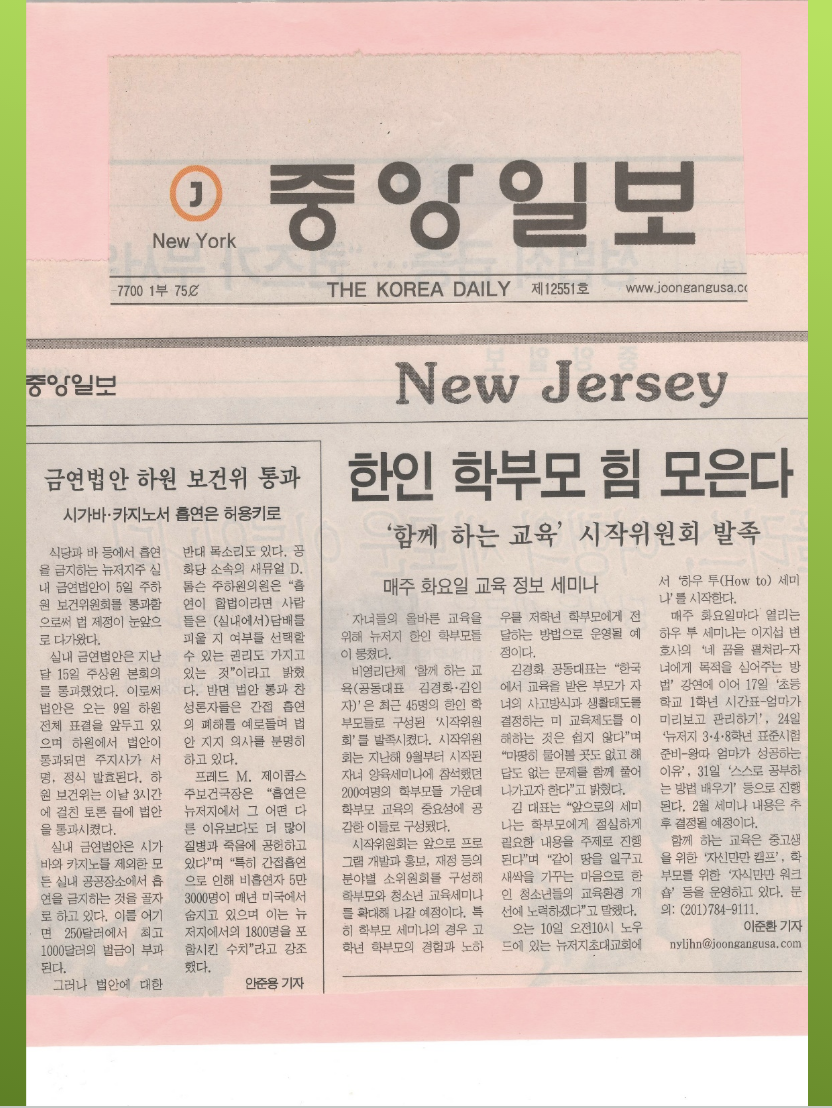 J
New York
중앙일보
7700 1부 75¢
THE KOREA DAILY
제12551호
www.joongangusa.cc
중앙일보
New Jersey
금연법안 하원 보건위 통과
시가바·카지노서 흡연은 허용키로
식당과 바 등에서 흡연
을 금지하는 뉴저지주 실
내 금연법안이 5일 주하
원 보건위원회를 통과함
으로써 법 제정이 눈앞으
로 다가왔다.
실내 금연법안은 지난
달 15일 주상원 본회의
를 통과했었다. 이로써
법안은 오는 9일 하원
전체 표결을 앞두고 있
으며 하원에서 법안이
통과되면 주지사가 서
명, 정식 발효된다. 하
원 보건위는 이날 3시간
에 걸친 토론 끝에 법안
을 통과시켰다.
실내 금연법안은 시가
바와 카지노를 제외한 모
든 실내 공공장소에서 흡
연을 금지하는 것을 골자
로 하고 있다. 이를 어기
면 250달러에서 최고
1000달러의 벌금이 부과
된다.
그러나 법안에 대한
반대 목소리도 있다. 공
화당 소속의 새뮤얼 D.
톰슨 주하원의원은 “흡
연이 합법이라면 사람
들은 (실내에서)담배를
피울 지 여부를 선택할
수 있는 권리도 가지고
있는 것”이라고 밝혔
다. 반면 법안 통과 찬
성론자들은 간접 흡연
의 폐해를 예로들며 법
안 지지 의사를 분명히
하고 있다.
프레드 M. 제이콥스
주보건국장은 “흡연은
뉴저지에서 그 어떤 다
른 이유보다도 더 많이
질병과 죽음에 공헌하고
있다”며 “특히 간접흡연
으로 인해 비흡연자 5만
3000명이 매년 미국에서
숨지고 있으며 이는 뉴
저지에서의 1800명을 포
함시킨 수치”라고 강조
했다.
안준용 기자
한인 학부모 힘 모은다
‘함께 하는 교육’ 시작위원회 발족
매주 화요일 교육 정보 세미나
자녀들의 올바른 교육을
위해 뉴저지 한인 학부모들
이 뭉쳤다.
비영리단체 ‘함께 하는 교
육(공동대표 김경화·김인
자)’은 최근 45명의 한인 학
부모들로 구성된 ‘시작위원
회’를 발족시켰다. 시작위원
회는 지난해 9월부터 시작된
자녀 양육세미나에 참석했던
200여명의 학부모들 가운데
학부모 교육의 중요성에 공
감한 이들로 구성됐다.
시작위원회는 앞으로 프로
그램 개발과 홍보, 재정 등의
분야별 소위원회를 구성해
학부모와 청소년 교육세미나
를 확대해 나갈 예정이다. 특
히 학부모 세미나의 경우 고
학년 학부모의 경험과 노하
우를 저학년 학부모에게 전
달하는 방법으로 운영될 예
정이다.
김경화 공동대표는 “한국
에서 교육을 받은 부모가 자
녀의 사고방식과 생활태도를
결정하는 미 교육제도를 이
해하는 것은 쉽지 않다”며
“마땅히 물어볼 곳도 없고 해
답도 없는 문제를 함께 풀어
나가고자 한다”고 밝혔다.
김 대표는 “앞으로의 세미
나는 학부모에게 절실하게
필요한 내용을 주제로 진행
된다”며 “같이 땅을 일구고
새싹을 가꾸는 마음으로 한
인 청소년들의 교육환경 개
선에 노력하겠다”고 말했다.
오는 10일 오전10시 노우
드에 있는 뉴저지초대교회에
서 ‘하우 투(How to) 세미
나’를 시작한다.
매주 화요일마다 열리는
하우 투 세미나는 이지섭 변
호사의 ‘네 꿈을 펼쳐라-자
녀에게 목적을 심어주는 방
법’ 강연에 이어 17일 ‘초등
학교 1학년 시간표-엄마가
미리보고 관리하기’, 24일
‘뉴저지 3·4·8학년 표준시험
준비-왕따 엄마가 성공하는
이유’, 31일 ‘스스로 공부하
는 방법 배우기’ 등으로 진행
된다. 2월 세미나 내용은 추
후 결정될 예정이다.
함께 하는 교육은 중고생
을 위한 ‘자신만만 캠프’, 학
부모를 위한 ‘자식만만 워크
숍’ 등을 운영하고 있다. 문
의: (201)784-9111.
이준환 기자
nyljhn@joongangusa.com